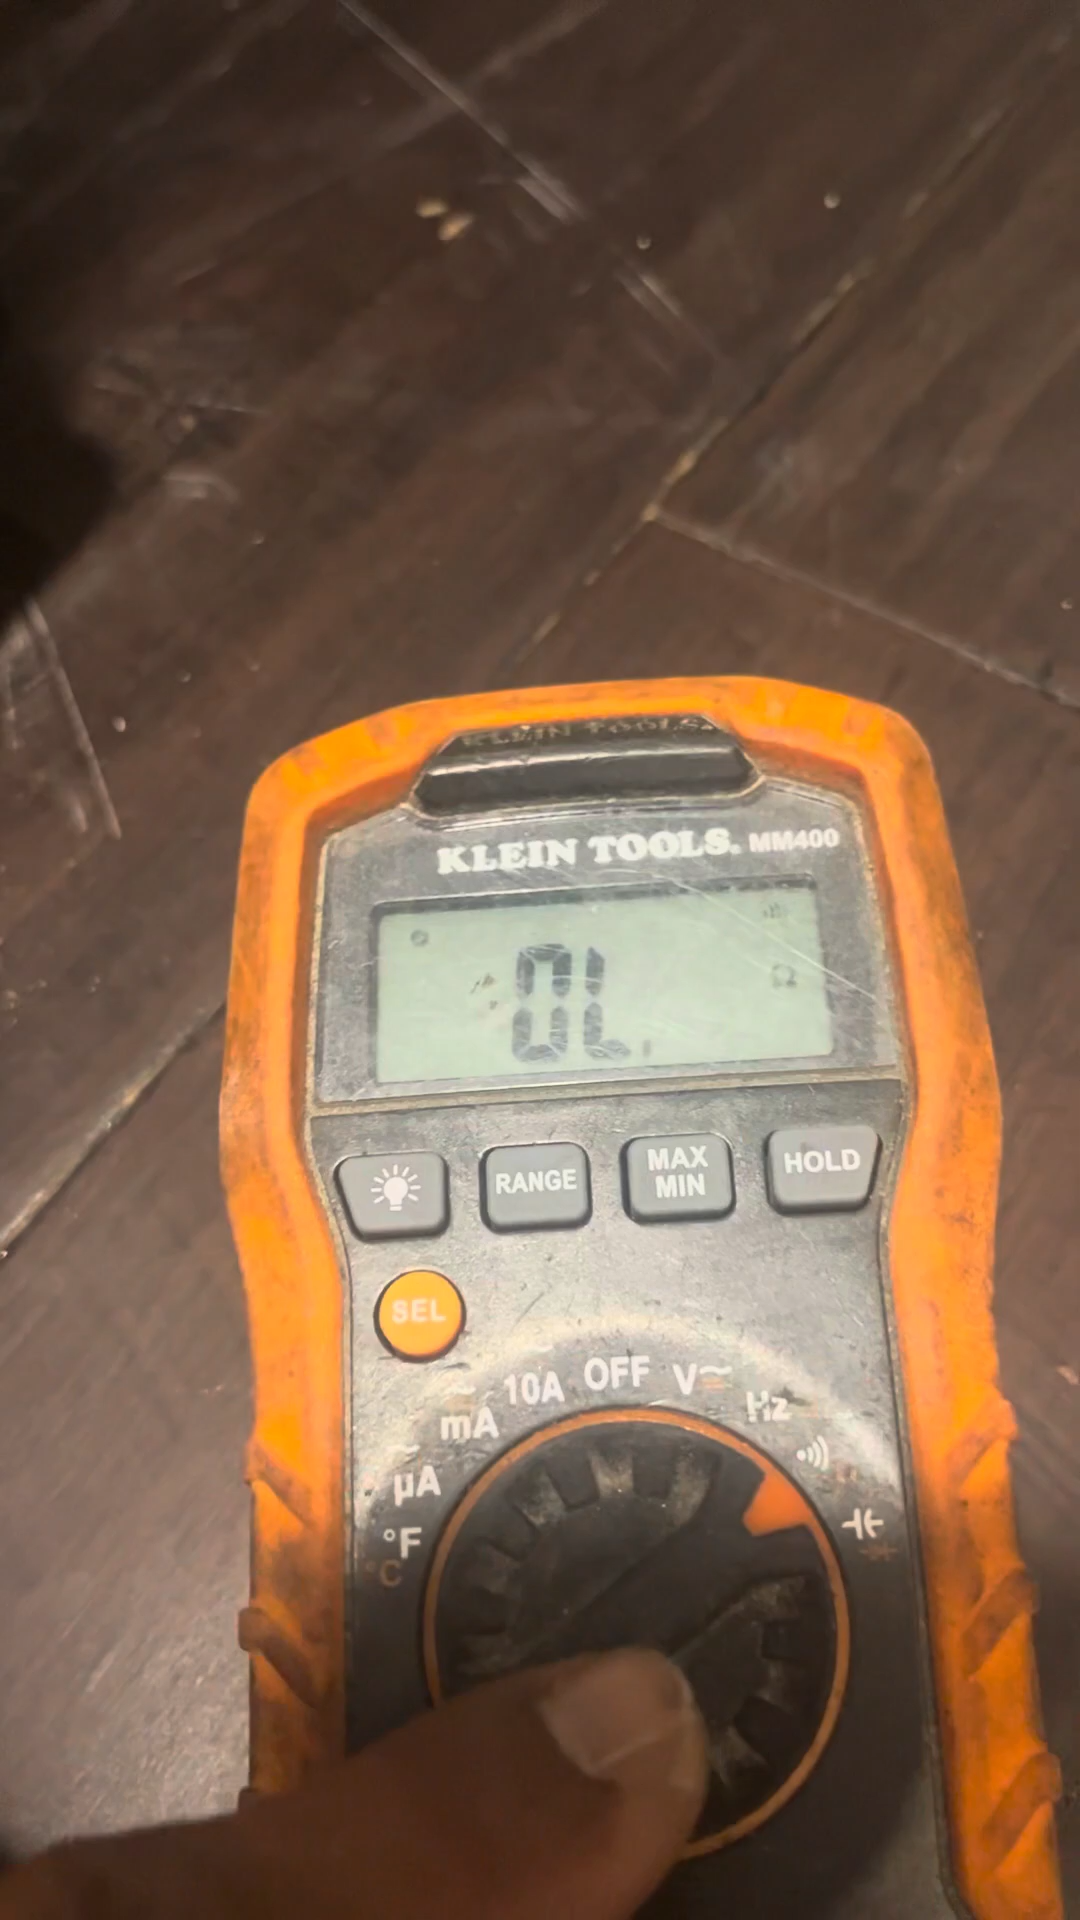 KLEIN TOOLS
KLEIN TOOLS® MM400
OL
Ω
RANGE
MAX
MIN
HOLD
SEL
mA
10A
OFF
V
Hz
µA
°F
°C
Ω